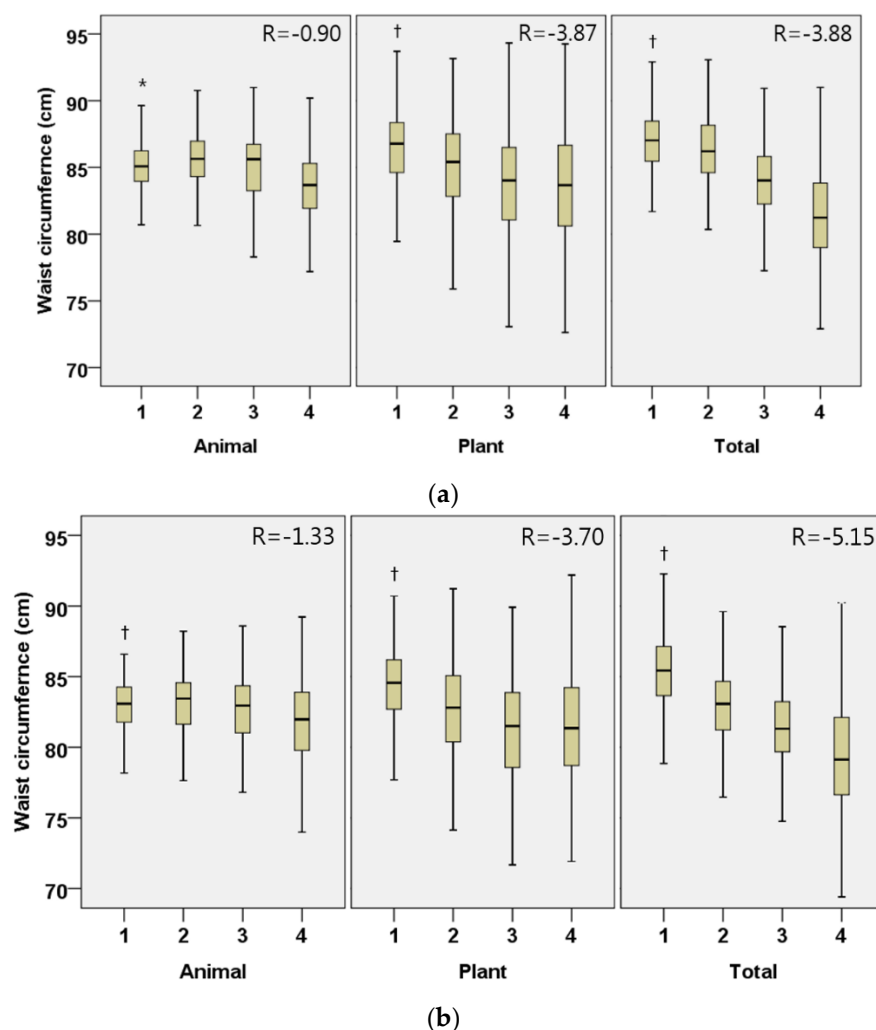 R=-0.90
R=-3.87
R=-3.88
*
†
†
Waist circumfernce (cm)
95
90
85
80
75
70
1 2 3 4 1 2 3 4 1 2 3 4
Animal Plant Total
(a)
R=-1.33
R=-3.70
R=-5.15
†
†
†
Waist circumfernce (cm)
95
90
85
80
75
70
1 2 3 4 1 2 3 4 1 2 3 4
Animal Plant Total
(b)